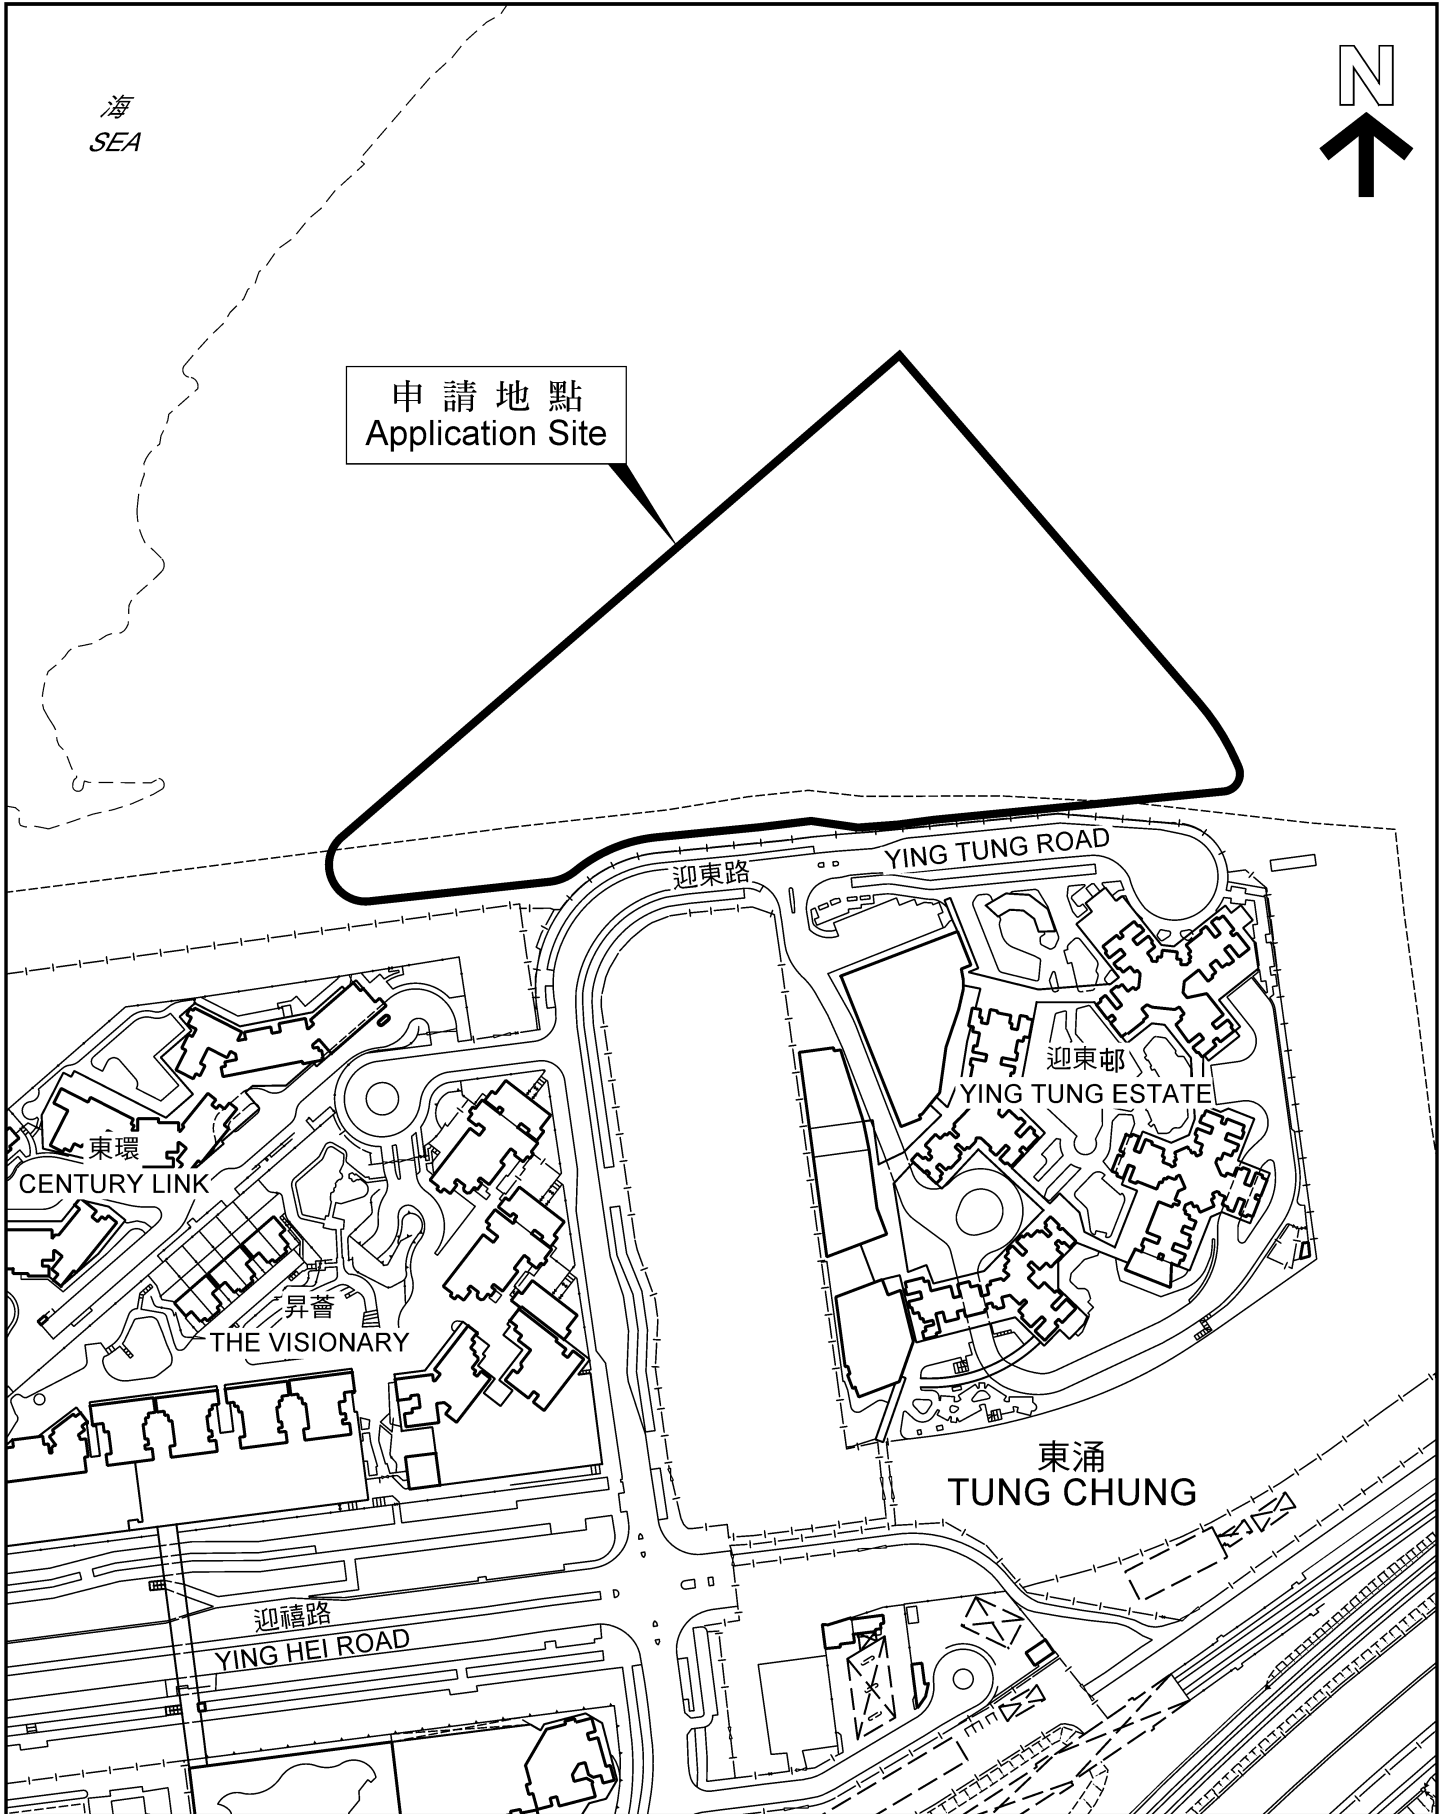 海
SEA
N
申請地點
Application Site
迎東路
YING TUNG ROAD
迎東邨
YING TUNG ESTATE
東環
CENTURY LINK
昇薈
THE VISIONARY
東涌
TUNG CHUNG
迎禧路
YING HEI ROAD